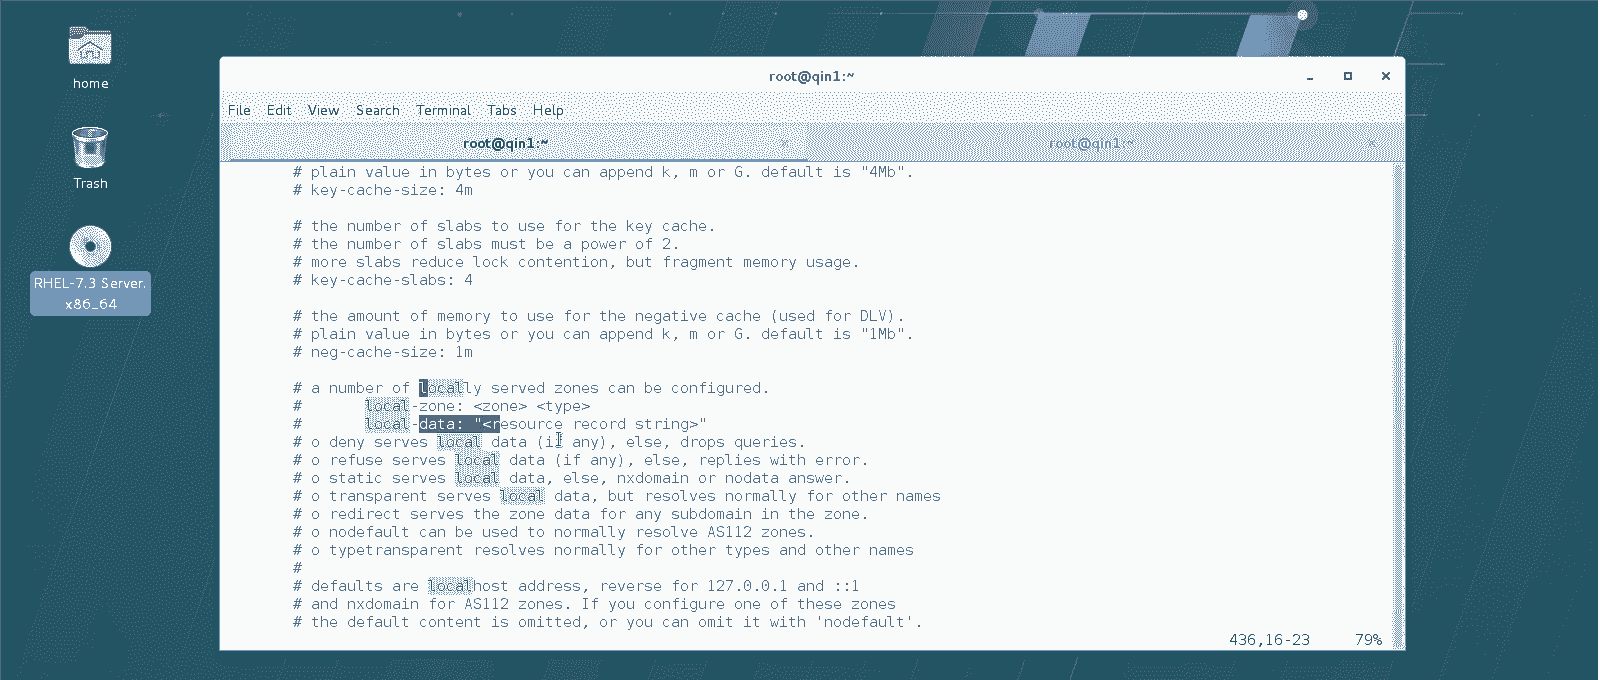 home
Trash
RHEL-7.3 Server.
x86_64
root@qin1:~
File Edit View Search Terminal Tabs Help
root@qin1:~ root@qin1:~
# plain value in bytes or you can append k, m or G. default is "4Mb".
# key-cache-size: 4m
# the number of slabs to use for the key cache.
# the number of slabs must be a power of 2.
# more slabs reduce lock contention, but fragment memory usage.
# key-cache-slabs: 4
# the amount of memory to use for the negative cache (used for DLV).
# plain value in bytes or you can append k, m or G. default is "1Mb".
# neg-cache-size: 1m
# a number of locally served zones can be configured.
# local-zone: <zone> <type>
# local-data: "<resource record string>"
# o deny serves local data (if any), else, drops queries.
# o refuse serves local data (if any), else, replies with error.
# o static serves local data, else, nxdomain or nodata answer.
# o transparent serves local data, but resolves normally for other names
# o redirect serves the zone data for any subdomain in the zone.
# o nodefault can be used to normally resolve AS112 zones.
# o typetransparent resolves normally for other types and other names
#
# defaults are localhost address, reverse for 127.0.0.1 and ::1
# and nxdomain for AS112 zones. If you configure one of these zones
# the default content is omitted, or you can omit it with 'nodefault'.
436,16-23 79%